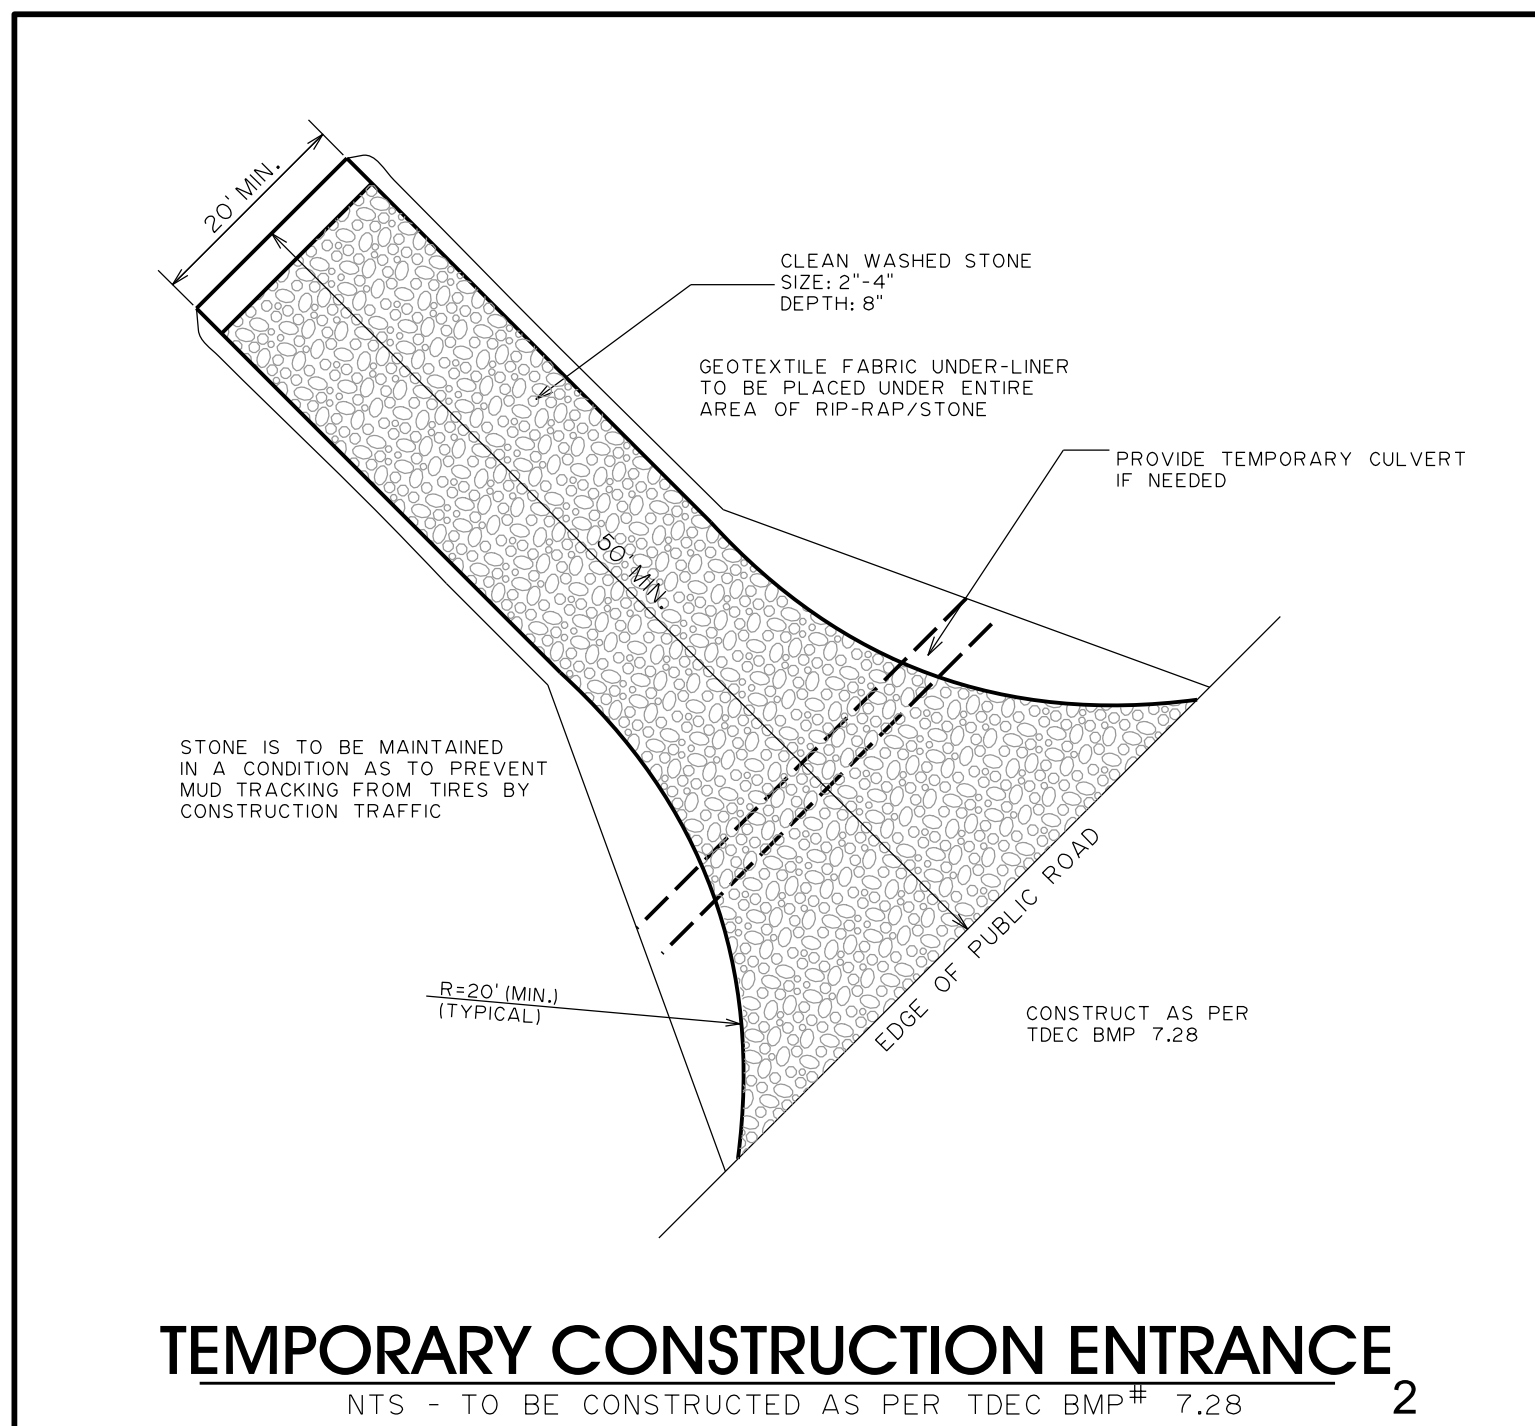 20' MIN.
CLEAN WASHED STONE
SIZE: 2"-4"
DEPTH: 8"
GEOTEXTILE FABRIC UNDER-LINER
TO BE PLACED UNDER ENTIRE
AREA OF RIP-RAP/STONE
PROVIDE TEMPORARY CULVERT
IF NEEDED
50' MIN.
STONE IS TO BE MAINTAINED
IN A CONDITION AS TO PREVENT
MUD TRACKING FROM TIRES BY
CONSTRUCTION TRAFFIC
R=20' (MIN.)
(TYPICAL)
EDGE OF PUBLIC ROAD
CONSTRUCT AS PER
TDEC BMP 7.28
TEMPORARY CONSTRUCTION ENTRANCE
NTS - TO BE CONSTRUCTED AS PER TDEC BMP# 7.28
2